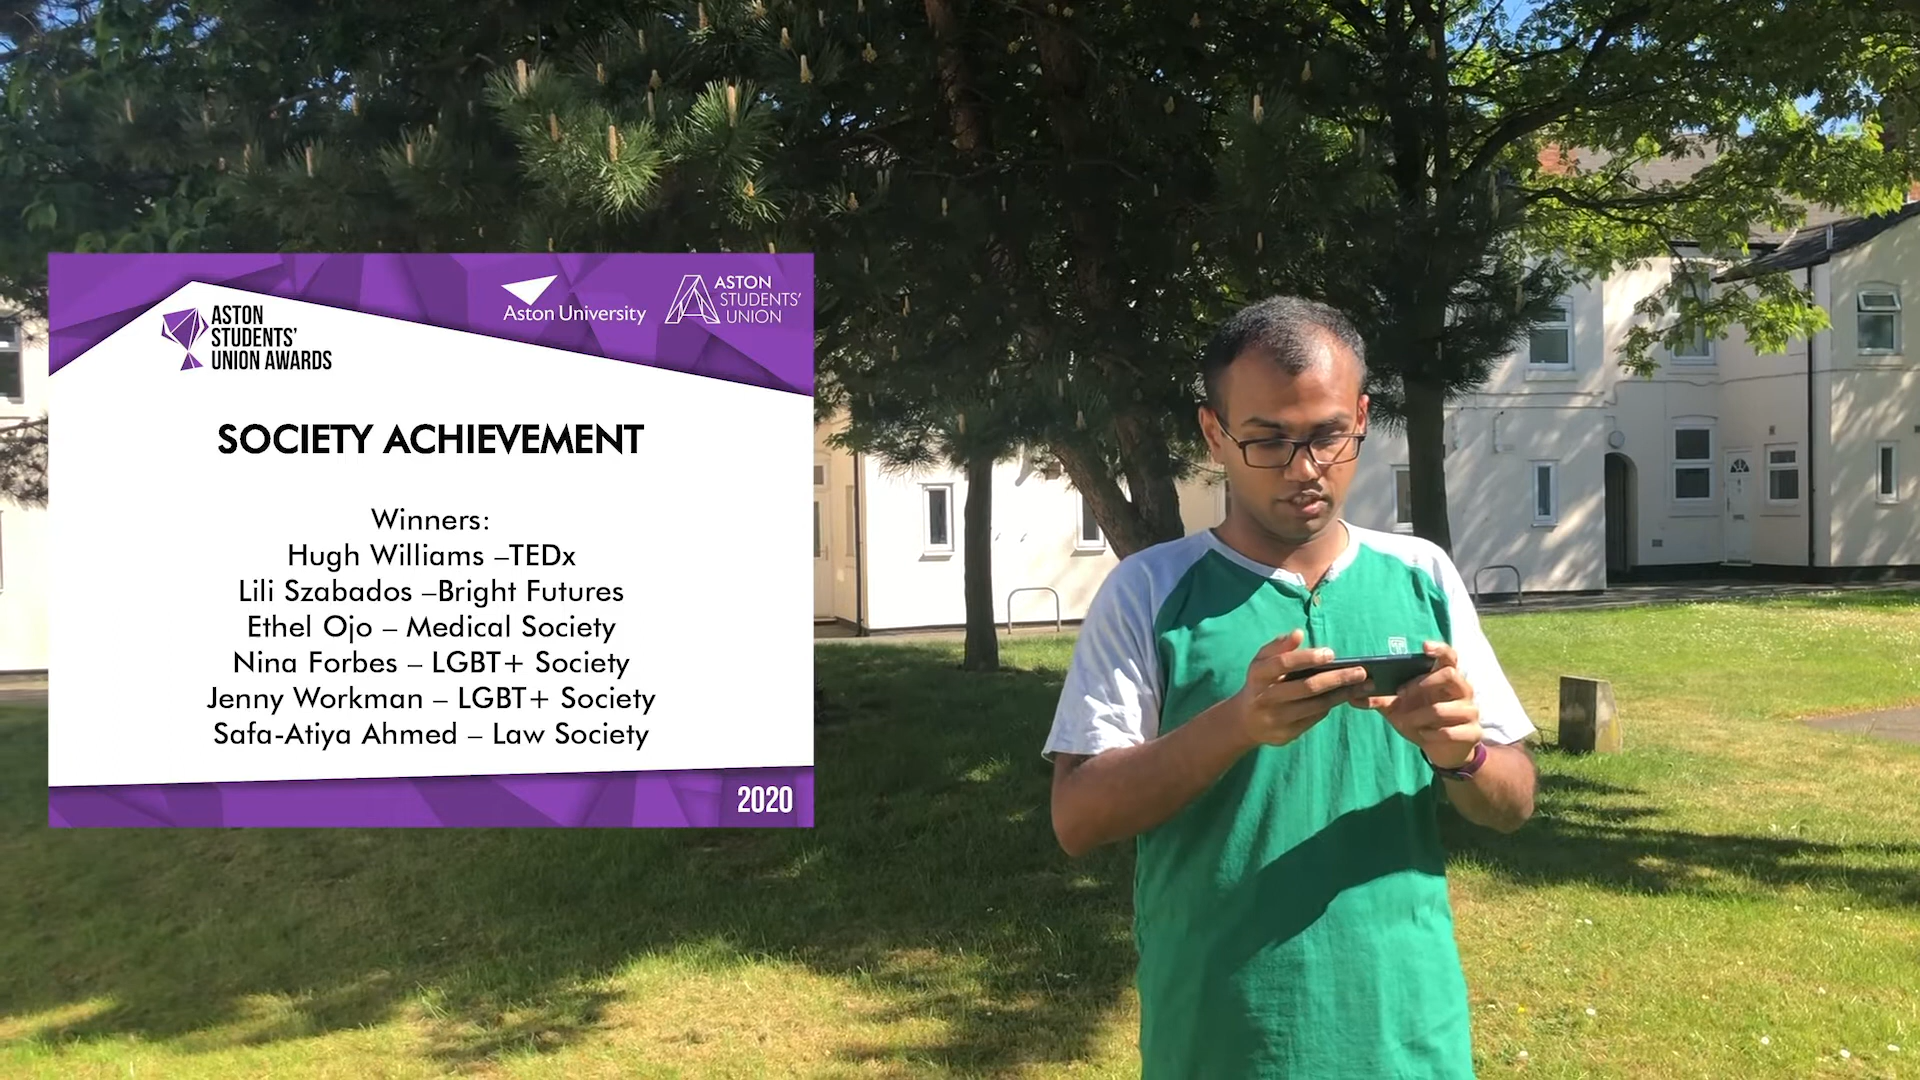 Aston University
ASTON
STUDENTS'
UNION
ASTON
STUDENTS'
UNION AWARDS
SOCIETY ACHIEVEMENT
Winners:
Hugh Williams –TEDx
Lili Szabados –Bright Futures
Ethel Ojo – Medical Society
Nina Forbes – LGBT+ Society
Jenny Workman – LGBT+ Society
Safa-Atiya Ahmed – Law Society
2020